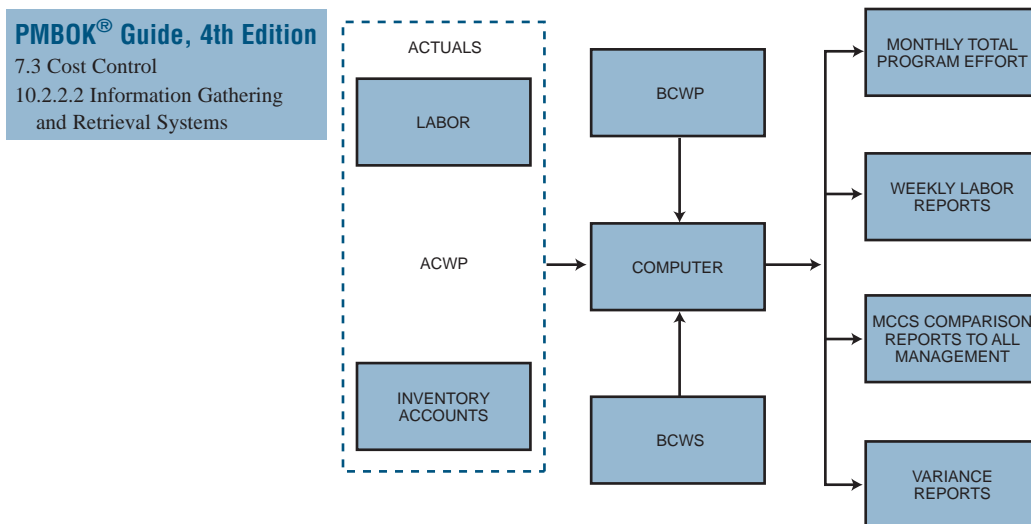 PMBOK® Guide, 4th Edition
7.3 Cost Control
10.2.2.2 Information Gathering
and Retrieval Systems
ACTUALS
LABOR
ACWP
INVENTORY
ACCOUNTS
BCWP
COMPUTER
BCWS
MONTHLY TOTAL
PROGRAM EFFORT
WEEKLY LABOR
REPORTS
MCCS COMPARISON
REPORTS TO ALL
MANAGEMENT
VARIANCE
REPORTS